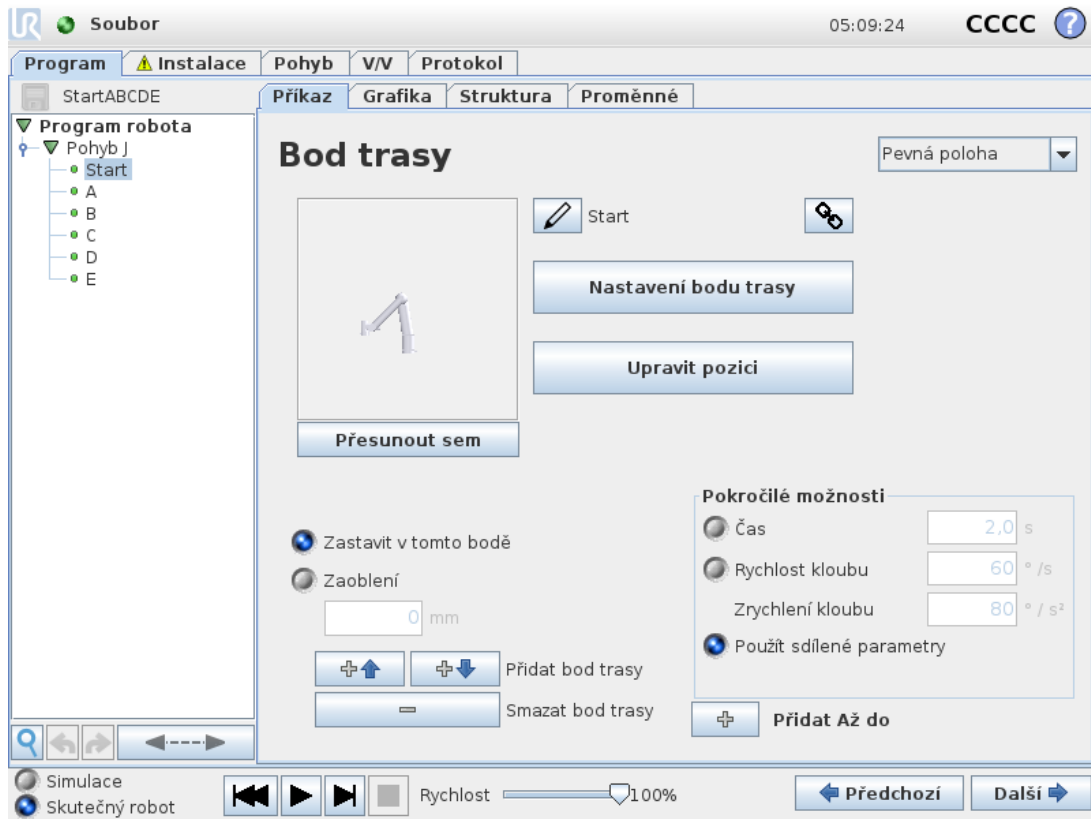 UR Soubor 05:09:24 CCCC ?
Program Instalace Pohyb V/V Protokol
StartABCDE Příkaz Grafika Struktura Proměnné
Program robota
Pohyb J
Start
A
B
C
D
E
Bod trasy Pevná poloha
Start
Nastavení bodu trasy
Upravit pozici
Přesunout sem
Zastavit v tomto bodě
Zaoblení
0 mm
Přidat bod trasy
Smazat bod trasy
Pokročilé možnosti
Čas 2,0 s
Rychlost kloubu 60 ° /s
Zrychlení kloubu 80 ° / s²
Použít sdílené parametry
Přidat Až do
Simulace
Skutečný robot
Rychlost 100%
Předchozí Další